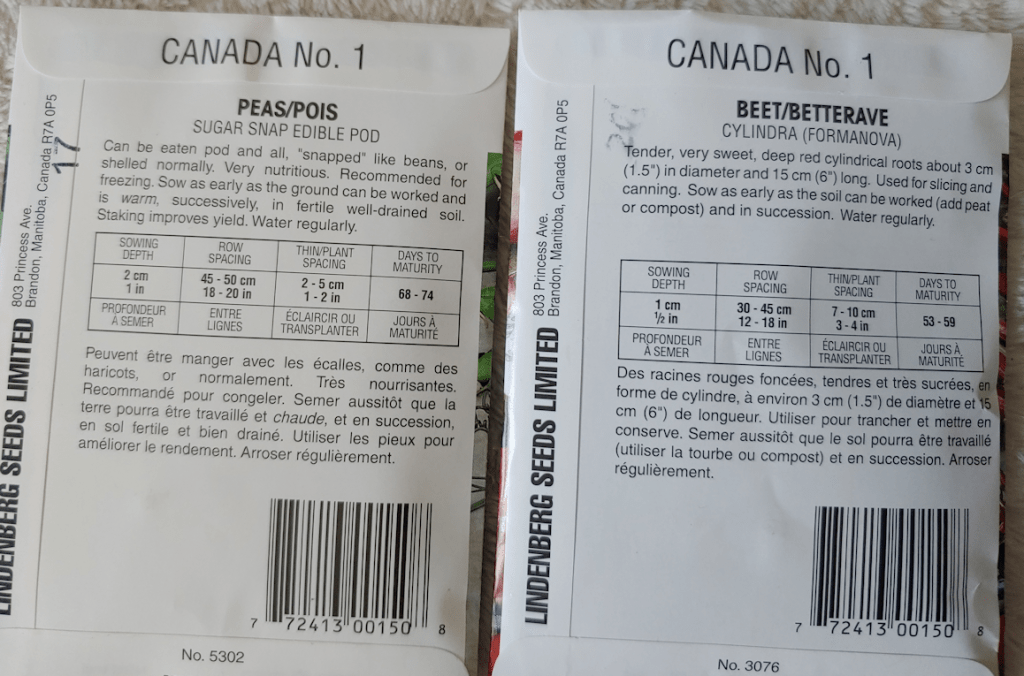 CANADA No. 1
PEAS/POIS
SUGAR SNAP EDIBLE POD
Can be eaten pod and all, "snapped" like beans, or
shelled normally. Very nutritious. Recommended for
freezing. Sow as early as the ground can be worked and
is warm, successively, in fertile well-drained soil.
Staking improves yield. Water regularly.
SOWING DEPTH
ROW SPACING
THIN/PLANT SPACING
DAYS TO MATURITY
2 cm
1 in
45 - 50 cm
18 - 20 in
2 - 5 cm
1 - 2 in
68 - 74
PROFONDEUR À SEMER
ENTRE LIGNES
ÉCLAIRCIR OU TRANSPLANTER
JOURS À MATURITÉ
Peuvent être manger avec les écalles, comme des
haricots, or normalement. Très nourrisantes.
Recommandé pour congeler. Semer aussitôt que la
terre pourra être travaillé et chaude, et en succession,
en sol fertile et bien drainé. Utiliser les pieux pour
améliorer le rendement. Arroser régulièrement.
7 72413 00150 8
No. 5302
LINDENBERG SEEDS LIMITED
803 Princess Ave.
Brandon, Manitoba, Canada R7A 0P5
17
CANADA No. 1
BEET/BETTERAVE
CYLINDRA (FORMANOVA)
Tender, very sweet, deep red cylindrical roots about 3 cm
(1.5") in diameter and 15 cm (6") long. Used for slicing and
canning. Sow as early as the soil can be worked (add peat
or compost) and in succession. Water regularly.
SOWING DEPTH
ROW SPACING
THIN/PLANT SPACING
DAYS TO MATURITY
1 cm
½ in
30 - 45 cm
12 - 18 in
7 - 10 cm
3 - 4 in
53 - 59
PROFONDEUR À SEMER
ENTRE LIGNES
ÉCLAIRCIR OU TRANSPLANTER
JOURS À MATURITÉ
Des racines rouges foncées, tendres et très sucrées, en
forme de cylindre, à environ 3 cm (1.5") de diamètre et 15
cm (6") de longueur. Utiliser pour trancher et mettre en
conserve. Semer aussitôt que le sol pourra être travaillé
(utiliser la tourbe ou compost) et en succession. Arroser
régulièrement.
7 72413 00150 8
No. 3076
LINDENBERG SEEDS LIMITED
803 Princess Ave.
Brandon, Manitoba, Canada R7A 0P5